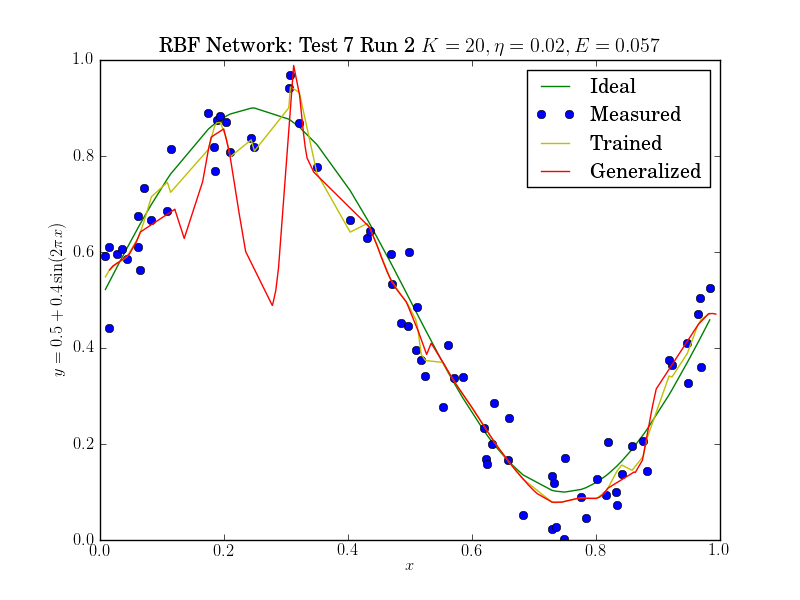 RBF Network: Test 7 Run 2 K = 20, η = 0.02, E = 0.057
Ideal
Measured
Trained
Generalized
y = 0.5 + 0.4 sin(2πx)
1.0
0.8
0.6
0.4
0.2
0.0
0.0 0.2 0.4 0.6 0.8 1.0
x